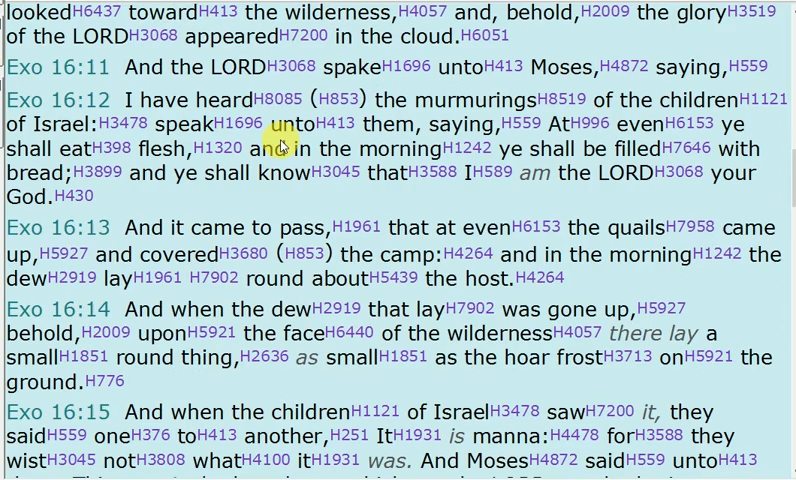 lookedH6437 towardH413 the wilderness,H4057 and, behold,H2009 the gloryH3519
of the LORDH3068 appearedH7200 in the cloud.H6051
Exo 16:11 And the LORDH3068 spakeH1696 untoH413 Moses,H4872 saying,H559
Exo 16:12 I have heardH8085 (H853) the murmuringsH8519 of the childrenH1121
of Israel:H3478 speakH1696 untoH413 them, saying,H559 AtH996 evenH6153 ye
shall eatH398 flesh,H1320 and in the morningH1242 ye shall be filledH7646 with
bread;H3899 and ye shall knowH3045 thatH3588 IH589 am the LORDH3068 your
God.H430
Exo 16:13 And it came to pass,H1961 that at evenH6153 the quailsH7958 came
up,H5927 and coveredH3680 (H853) the camp:H4264 and in the morningH1242 the
dewH2919 layH1961 H7902 round aboutH5439 the host.H4264
Exo 16:14 And when the dewH2919 that layH7902 was gone up,H5927
behold,H2009 uponH5921 the faceH6440 of the wildernessH4057 there lay a
smallH1851 round thing,H2636 as smallH1851 as the hoar frostH3713 onH5921 the
ground.H776
Exo 16:15 And when the childrenH1121 of IsraelH3478 sawH7200 it, they
saidH559 oneH376 toH413 another,H251 ItH1931 is manna:H4478 forH3588 they
wistH3045 notH3808 whatH4100 itH1931 was. And MosesH4872 saidH559 untoH413